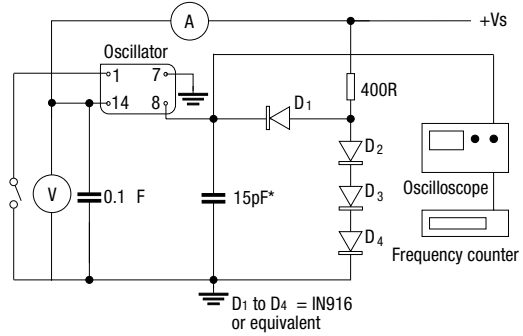 A
+Vs
Oscillator
1 7
14 8
400R
D1
D2
V
0.1 F
15pF*
D3
D4
Oscilloscope
Frequency counter
D1 to D4 = IN916
or equivalent